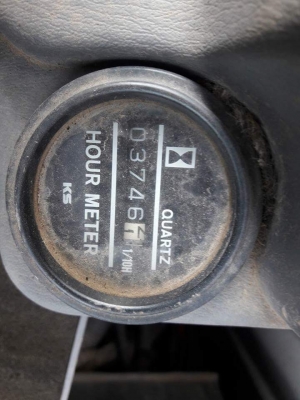 QUARTZ
03746 1/10H
HOUR METER
KS